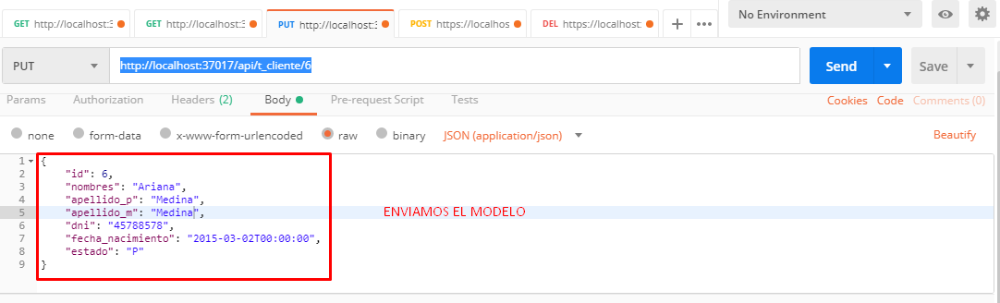 GET http://localhost:3 GET http://localhost:3 PUT http://localhost:3 POST https://localhos DEL https://localhost: + ••• No Environment
PUT http://localhost:37017/api/t_cliente/6 Send Save
Params Authorization Headers (2) Body Pre-request Script Tests Cookies Code Comments (0)
none form-data x-www-form-urlencoded raw binary JSON (application/json) Beautify
1 {
2 "id": 6,
3 "nombres": "Ariana",
4 "apellido_p": "Medina",
5 "apellido_m": "Medina", ENVIAMOS EL MODELO
6 "dni": "45788578",
7 "fecha_nacimiento": "2015-03-02T00:00:00",
8 "estado": "P"
9 }